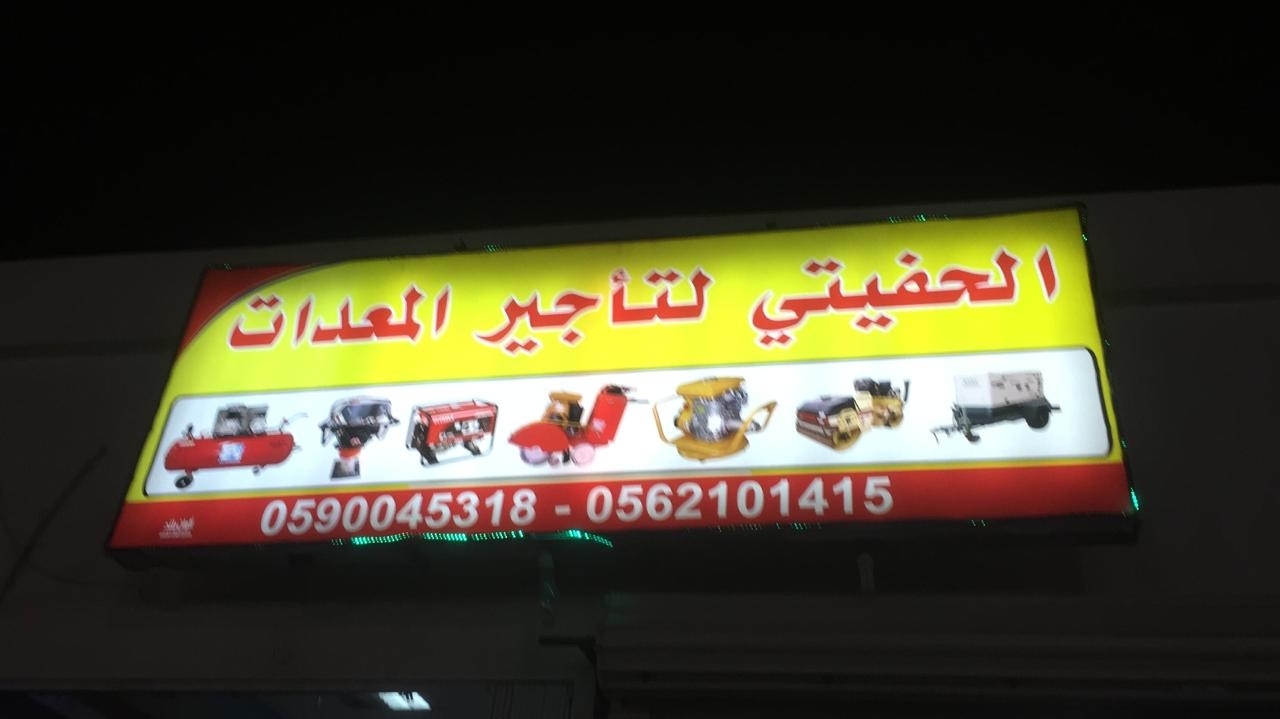 الحفيتي لتأجير المعدات
0590045318 - 0562101415